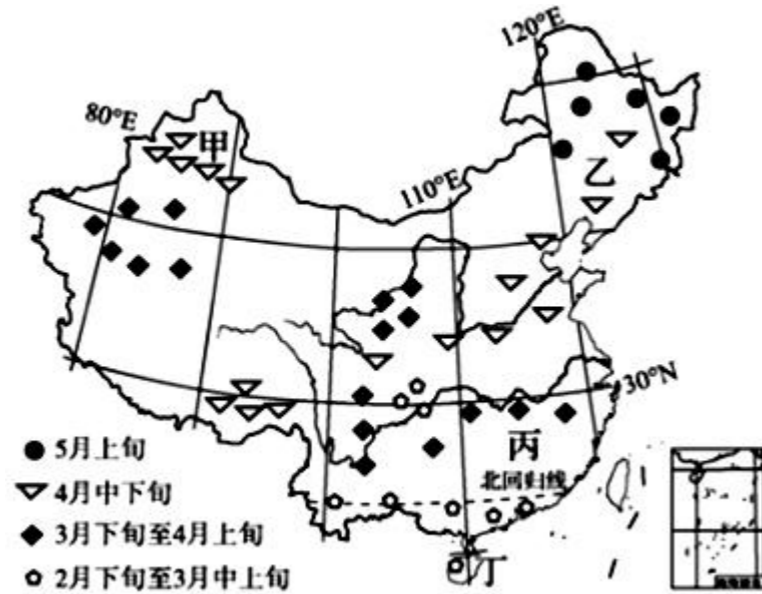 120°E
80°E
甲
110°E
乙
30°N
丙
北回归线
丁
5月上旬
4月中下旬
3月下旬至4月上旬
2月下旬至3月中上旬